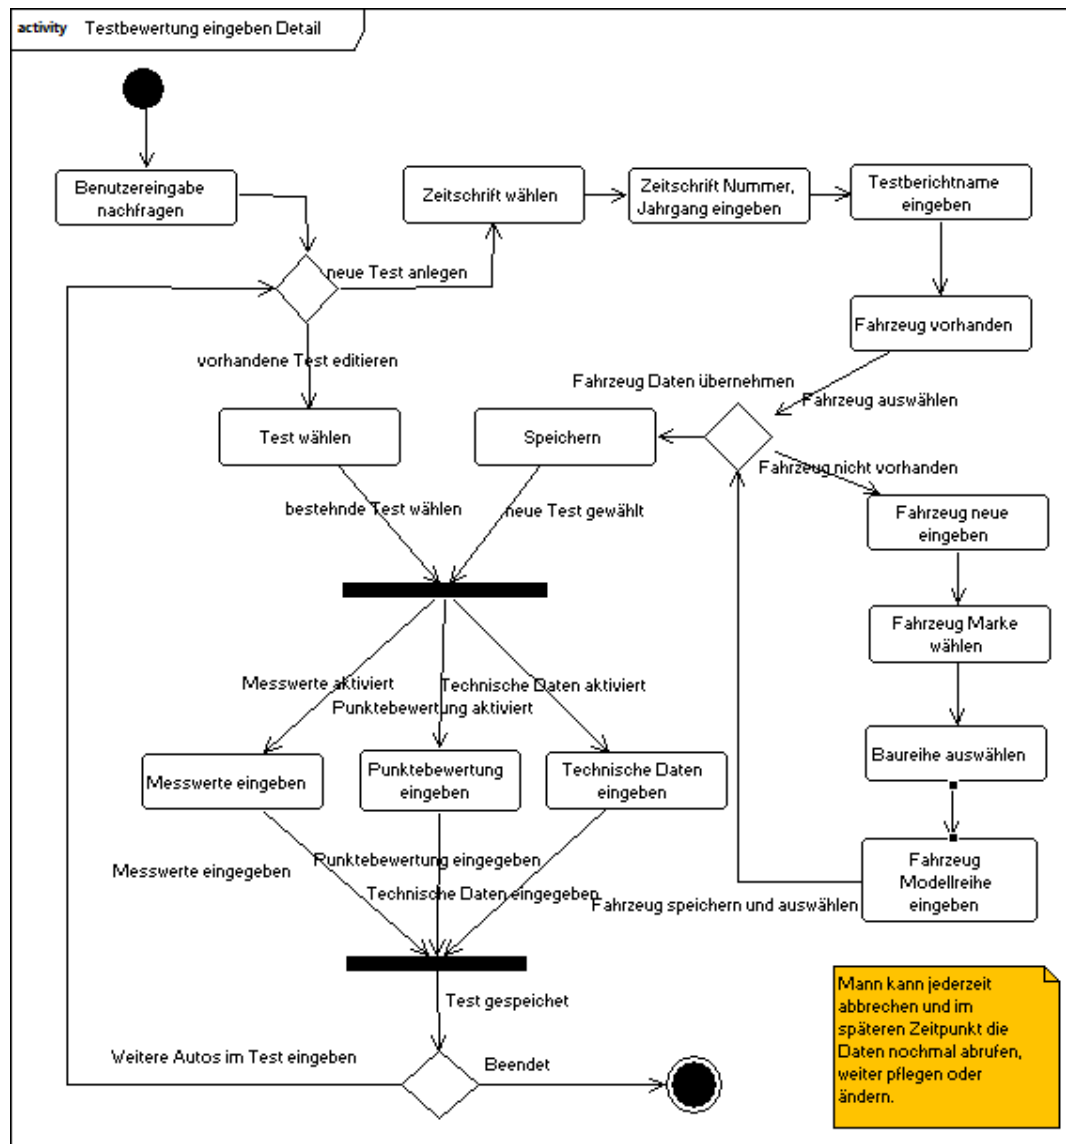 activity Testbewertung eingeben Detail
Benutzereingabe
nachfragen
Zeitschrift wählen
Zeitschrift Nummer,
Jahrgang eingeben
Testberichtname
eingeben
neue Test anlegen
Fahrzeug vorhanden
vorhandene Test editieren
Fahrzeug Daten übernehmen
Fahrzeug auswählen
Test wählen
Speichern
Fahrzeug nicht vorhanden
bestehnde Test wählen
neue Test gewählt
Fahrzeug neue
eingeben
Fahrzeug Marke
wählen
Messwerte aktiviert
Technische Daten aktiviert
Punktebewertung aktiviert
Baureihe auswählen
Messwerte eingeben
Punktebewertung
eingeben
Technische Daten
eingeben
Fahrzeug
Modellreihe
eingeben
Messwerte eingegeben
Punktebewertung eingegeben
Technische Daten eingegeben
Fahrzeug speichern und auswählen
Test gespeichet
Mann kann jederzeit
abbrechen und im
späteren Zeitpunkt die
Daten nochmal abrufen,
weiter pflegen oder
ändern.
Weitere Autos im Test eingeben
Beendet